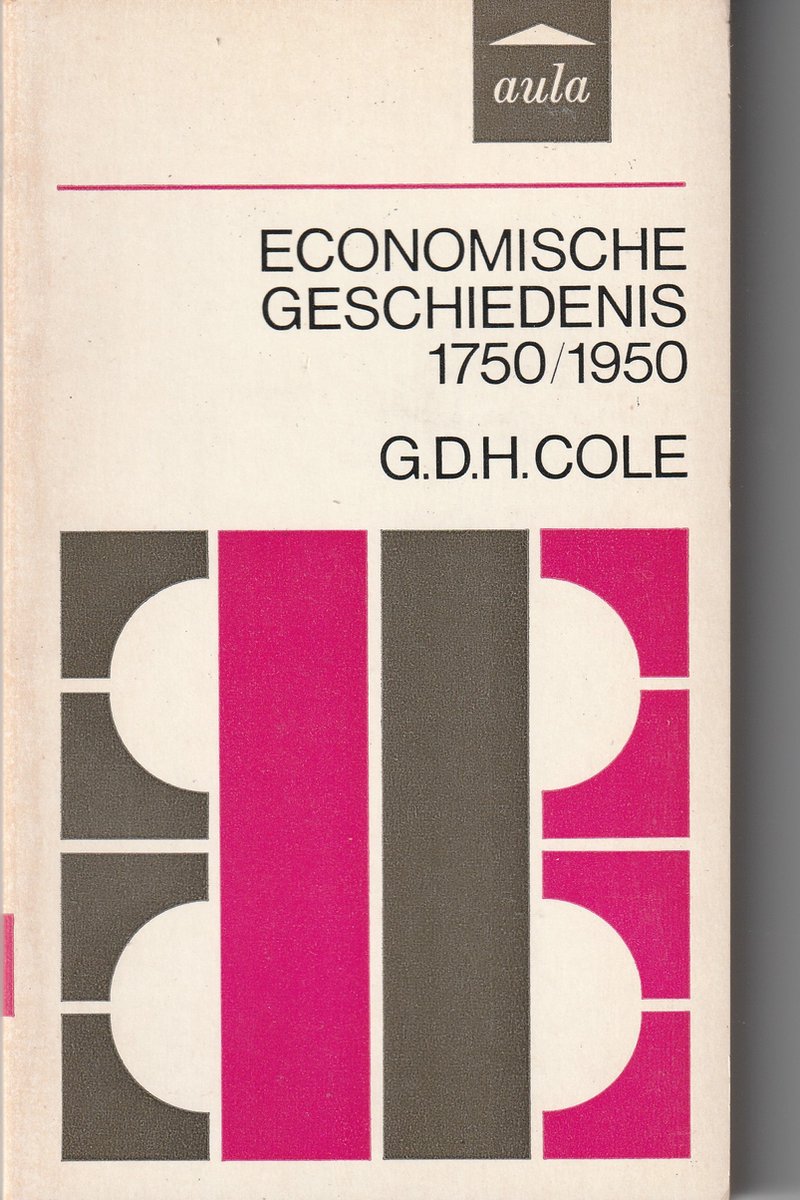 aula
ECONOMISCHE
GESCHIEDENIS
1750/1950
G.D.H.COLE